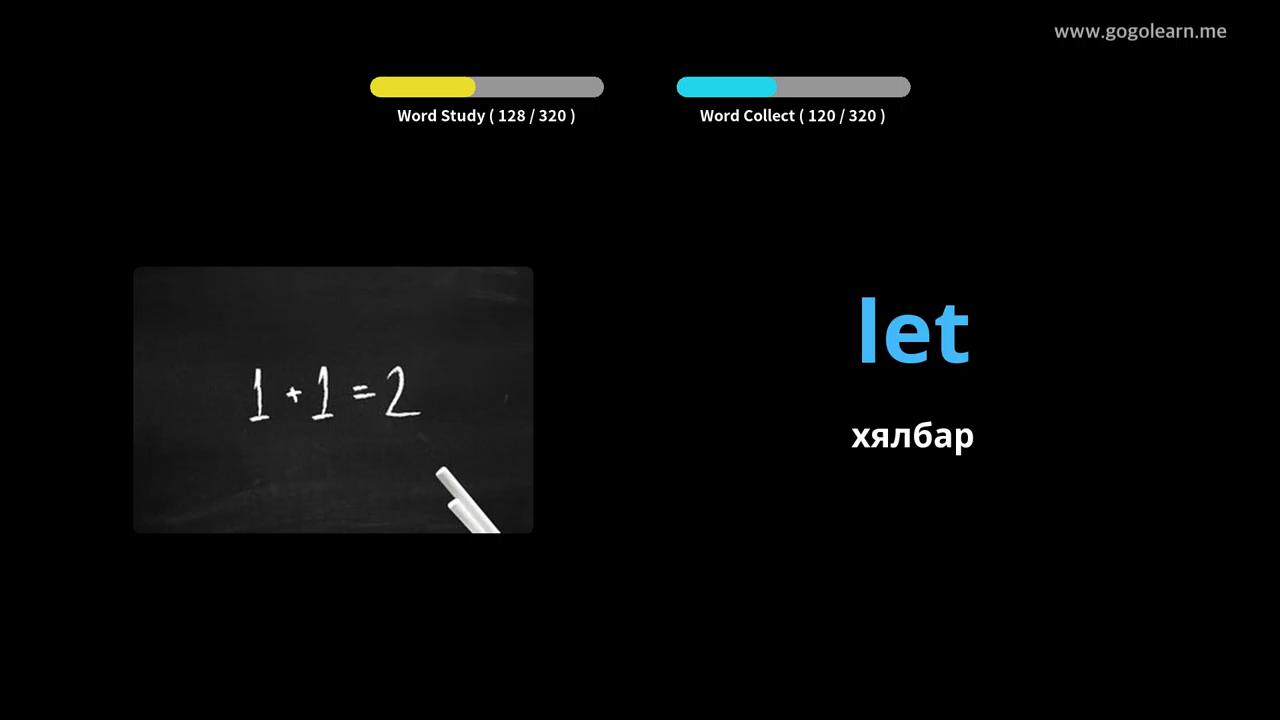 www.gogolearn.me
Word Study ( 128 / 320 )
Word Collect ( 120 / 320 )
1 + 1 = 2
let
хялбар